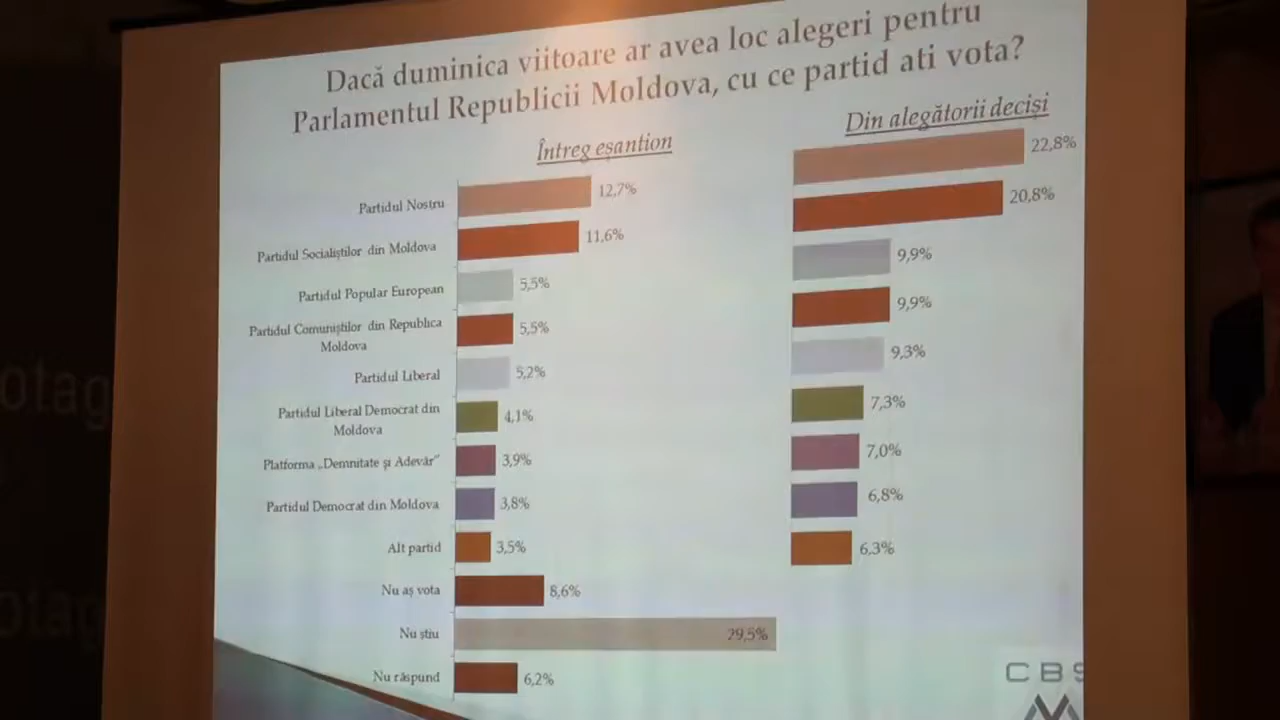 Dacă duminica viitoare ar avea loc alegeri pentru
Parlamentul Republicii Moldova, cu ce partid ati vota?
Întreg eșantion
Din alegătorii deciși
Partidul Nostru 12,7% 22,8%
Partidul Socialiștilor din Moldova 11,6% 20,8%
Partidul Popular European 5,5% 9,9%
Partidul Comuniștilor din Republica
Moldova 5,5% 9,9%
Partidul Liberal 5,2% 9,3%
Partidul Liberal Democrat din
Moldova 4,1% 7,3%
Platforma „Demnitate și Adevăr" 3,9% 7,0%
Partidul Democrat din Moldova 3,8% 6,8%
Alt partid 3,5% 6,3%
Nu aș vota 8,6%
Nu știu 29,5%
Nu răspund 6,2%
CBS
otag
otag